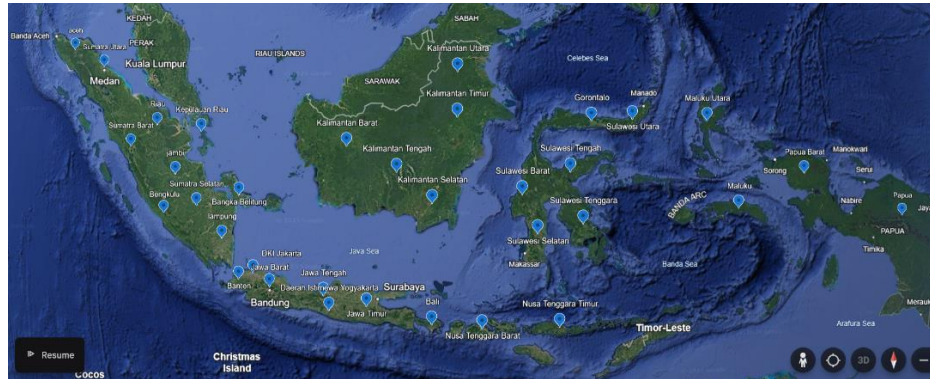 KEDAH
SABAH
Banda Aceh
aceh
Sumatra Utara
PERAK
Kuala Lumpur
RIAU ISLANDS
Kalimantan Utara
Celebes Sea
Medan
SARAWAK
Kalimantan Timur
Riau
Kepulauan Riau
Gorontalo
Manado
Maluku Utara
Sumatra Barat
Kalimantan Barat
Sulawesi Utara
Kalimantan Tengah
Sulawesi Tengah
jambi
Papua Barat
Manokwari
Sumatra Selatan
Kalimantan Selatan
Sulawesi Barat
Sorong
Serui
Bengkulu
Bangka Belitung
Maluku
Papua
lampung
Sulawesi Tenggara
BANDA ARC
Nabire
Jaya
PAPUA
Sulawesi Selatan
DKI Jakarta
Java Sea
Timika
Makassar
Banda Sea
Jawa Barat
Jawa Tengah
Banten
Daerah Istimewa Yogyakarta
Surabaya
Bandung
Bali
Nusa Tenggara Timur
Merauk
Jawa Timur
Nusa Tenggara Barat
Timor-Leste
Arafura Sea
Resume
Christmas
Island
3D
Cocos